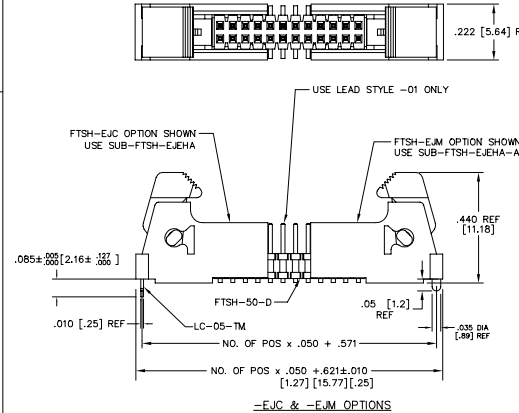 .222 [5.64] R
USE LEAD STYLE -01 ONLY
FTSH-EJC OPTION SHOWN
USE SUB-FTSH-EJEHA
FTSH-EJM OPTION SHOWN
USE SUB-FTSH-EJEHA-A
.440 REF
[11.18]
.085±.005/.000 [2.16± .127/.000 ]
FTSH-50-D
.05 [1.2]
REF
.010 [.25] REF
LC-05-TM
.035 DIA
[.89] REF
NO. OF POS x .050 + .571
NO. OF POS x .050 +.621±.010
[1.27] [15.77][.25]
-EJC & -EJM OPTIONS